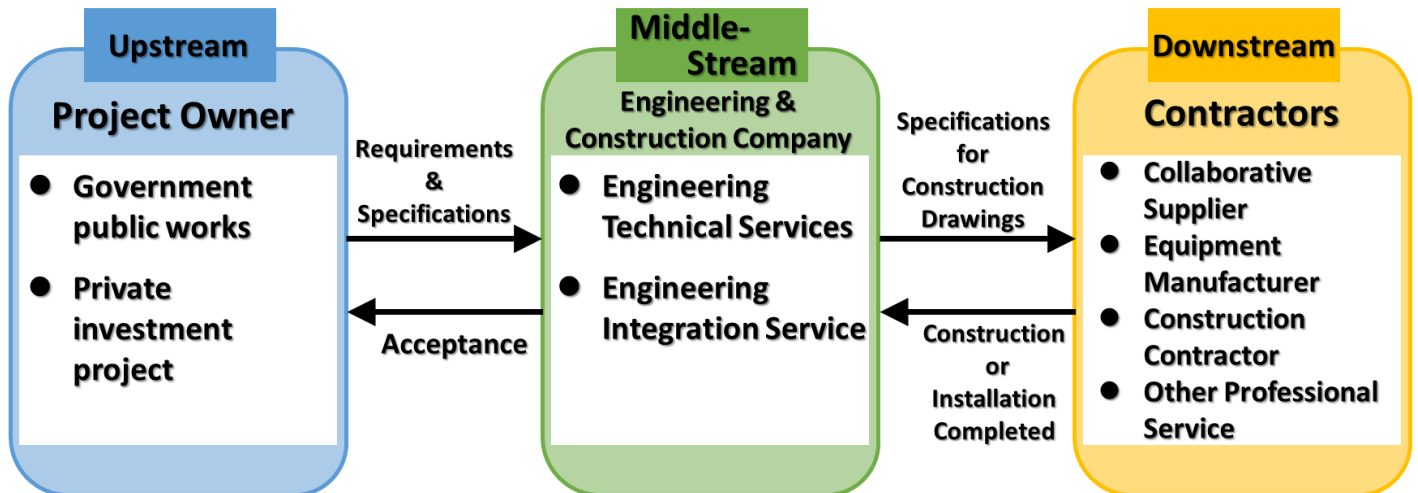 Upstream
Project Owner
● Government
public works
● Private
investment
project
Requirements
&
Specifications
Acceptance
Middle-
Stream
Engineering &
Construction Company
● Engineering
Technical Services
● Engineering
Integration Service
Specifications
for
Construction
Drawings
Construction
or
Installation
Completed
Downstream
Contractors
● Collaborative
Supplier
● Equipment
Manufacturer
● Construction
Contractor
● Other Professional
Service